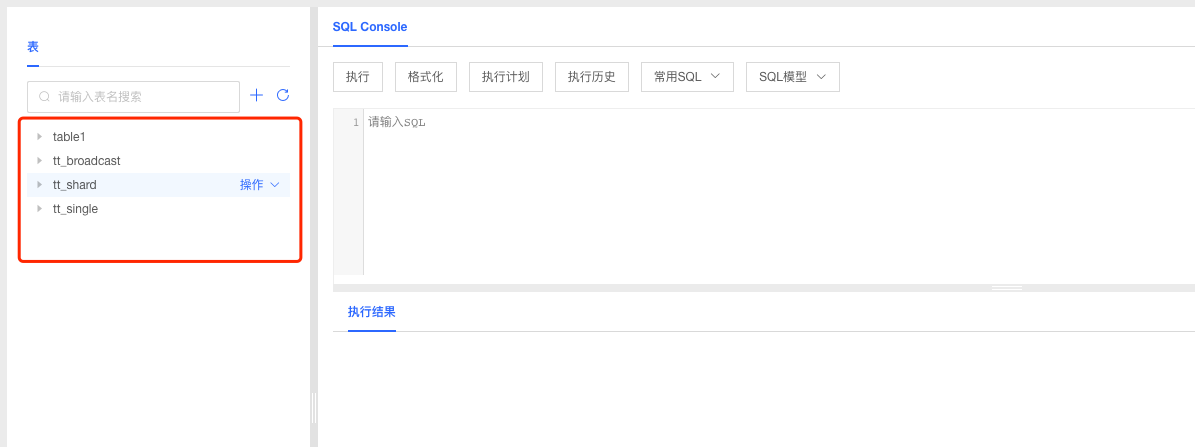 表
请输入表名搜索
table1
tt_broadcast
tt_shard 操作
tt_single
SQL Console
执行 格式化 执行计划 执行历史 常用SQL SQL模型
1 请输入SQL
执行结果